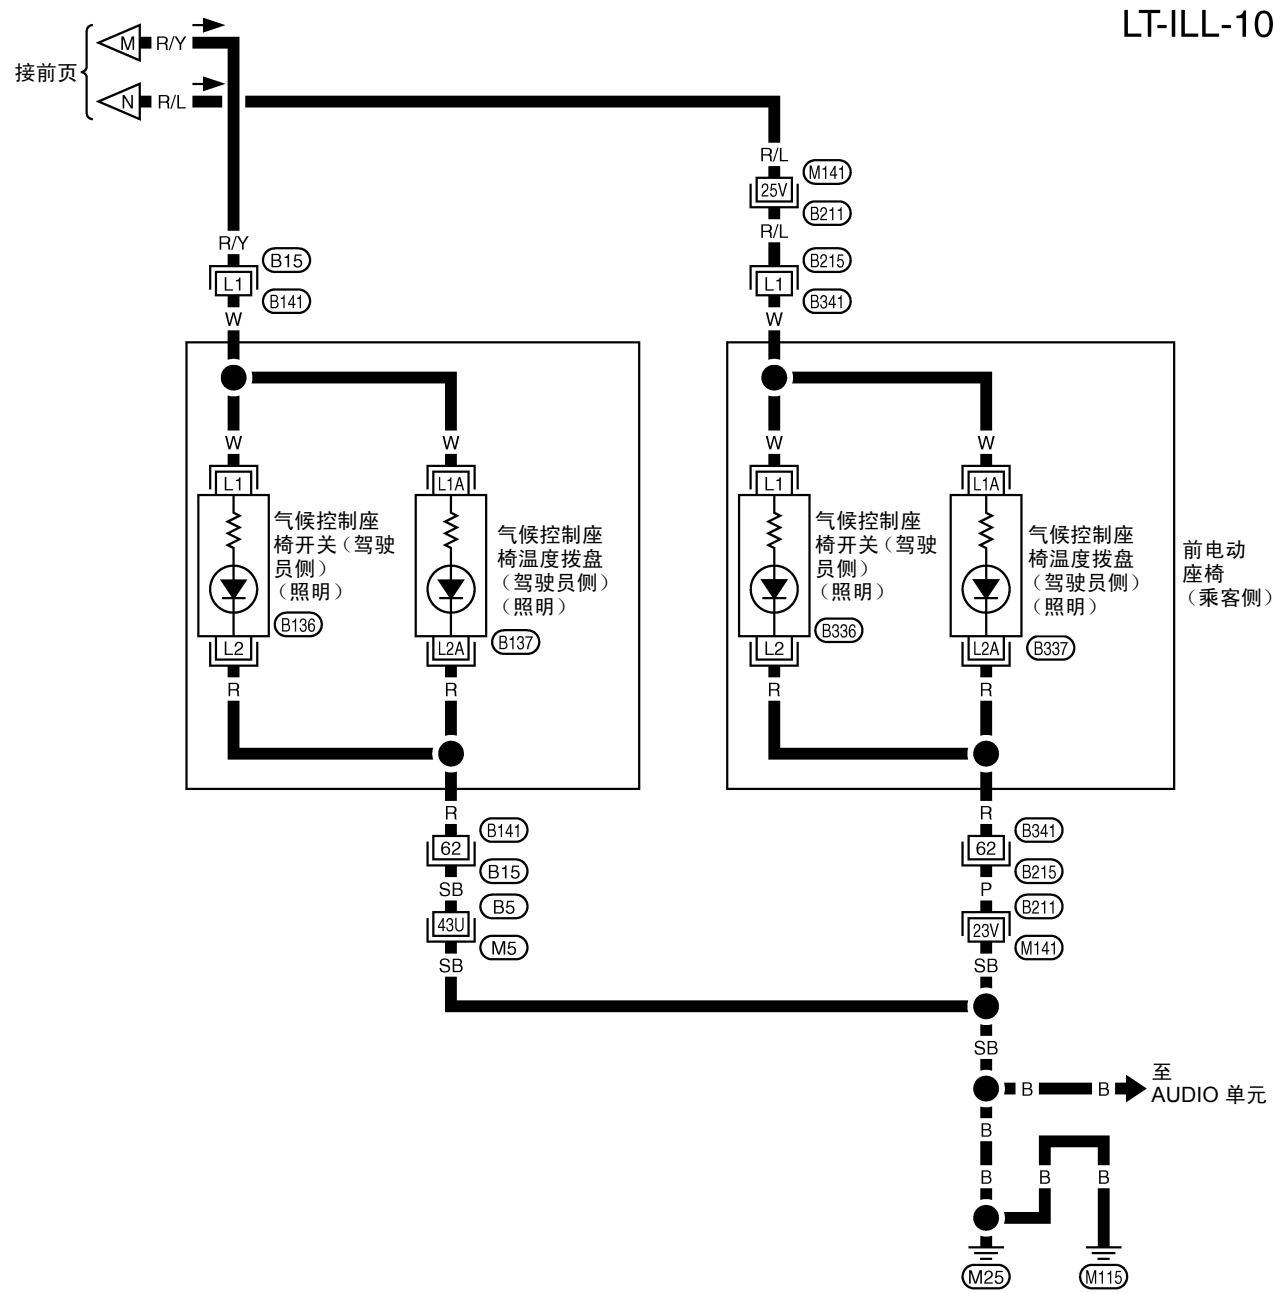 LT-ILL-10
接前页
M R/Y
N R/L
R/L
25V
M141
B211
R/L
R/Y
B15
L1
B141
W
B215
L1
B341
W
W
W
L1
L1A
气候控制座
椅开关（驾驶
员侧）
（照明）
B136
气候控制座
椅温度拨盘
（驾驶员侧）
（照明）
B137
L2
L2A
R
R
W
W
L1
L1A
气候控制座
椅开关（驾驶
员侧）
（照明）
B336
气候控制座
椅温度拨盘
（驾驶员侧）
（照明）
B337
L2
L2A
R
R
前电动
座椅
（乘客侧）
R
B141
62
B15
SB
B5
43U
M5
SB
R
B341
62
B215
P
B211
23V
M141
SB
SB
B B
至
AUDIO 单元
B
B B B
M25
M115